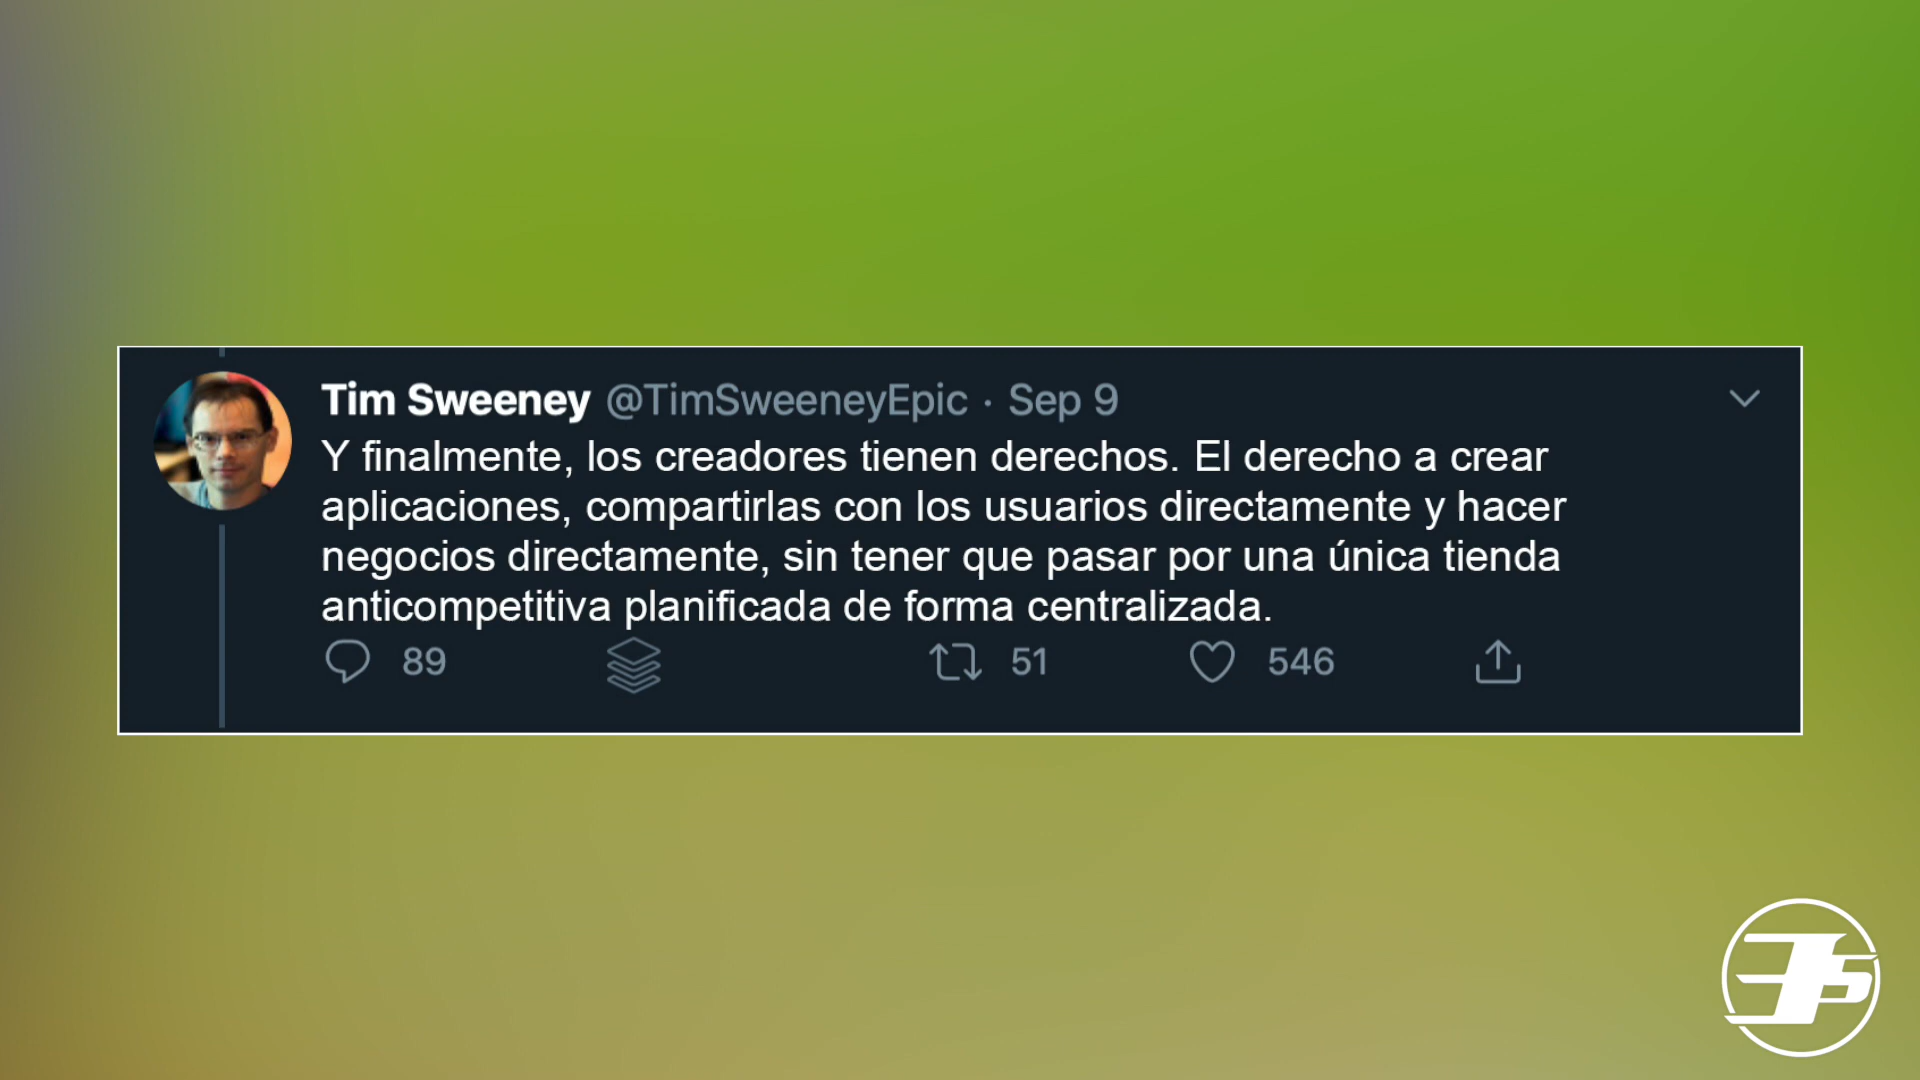 Tim Sweeney @TimSweeneyEpic · Sep 9
Y finalmente, los creadores tienen derechos. El derecho a crear
aplicaciones, compartirlas con los usuarios directamente y hacer
negocios directamente, sin tener que pasar por una única tienda
anticompetitiva planificada de forma centralizada.
89 51 546